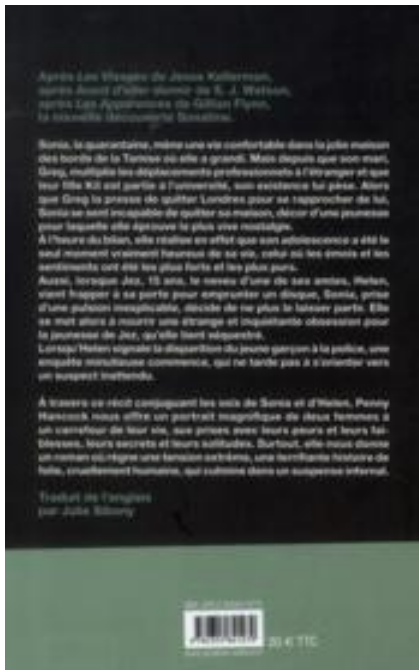 Après Les Visages de Jesse Kellerman,
après Avant d'aller dormir de S. J. Watson,
après Les Apparences de Gillian Flynn,
la nouvelle découverte Sonatine.
Sonia, la quarantaine, mène une vie confortable dans la jolie maison
des bords de la Tamise où elle a grandi. Mais depuis que son mari,
Greg, multiplie les déplacements professionnels à l'étranger et que
leur fille Kit est partie à l'université, son existence lui pèse. Alors
que Greg la presse de quitter Londres pour se rapprocher de lui,
Sonia se sent incapable de quitter sa maison, décor d'une jeunesse
pour laquelle elle éprouve la plus vive nostalgie.
À l'heure du bilan, elle réalise en effet que son adolescence a été le
seul moment vraiment heureux de sa vie, celui où les émois et les
sentiments ont été les plus forts et les plus purs.
Aussi, lorsque Jez, 15 ans, le neveu d'une de ses amies, Helen,
vient frapper à sa porte pour emprunter un disque, Sonia, prise
d'une pulsion inexplicable, décide de ne plus le laisser partir. Elle
se met alors à nourrir une étrange et inquiétante obsession pour
la jeunesse de Jez, qu'elle tient séquestré.
Lorsqu'Helen signale la disparition du jeune garçon à la police, une
enquête minutieuse commence, qui ne tarde pas à s'orienter vers
un suspect inattendu.
À travers ce récit conjuguant les voix de Sonia et d'Helen, Penny
Hancock nous offre un portrait magnifique de deux femmes à
un carrefour de leur vie, aux prises avec leurs peurs et leurs fai-
blesses, leurs secrets et leurs solitudes. Surtout, elle nous donne
un roman où règne une tension extrême, une terrifiante histoire de
folie, cruellement humaine, qui culmine dans un suspense infernal.
Traduit de l'anglais
par Julie Sibony
20 € TTC